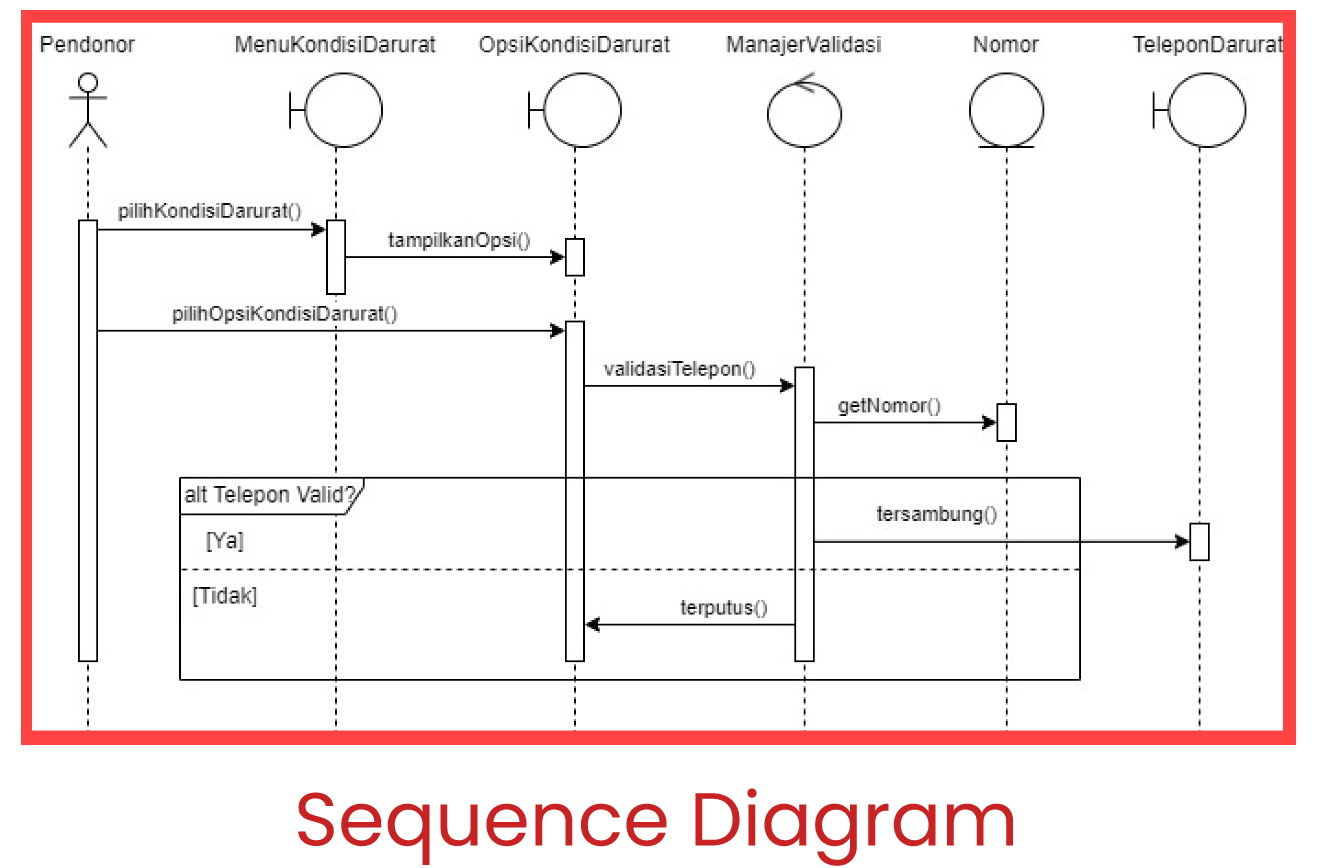 Pendonor
MenuKondisiDarurat
OpsiKondisiDarurat
ManajerValidasi
Nomor
TeleponDarurat
pilihKondisiDarurat()
tampilkanOpsi()
pilihOpsiKondisiDarurat()
validasiTelepon()
getNomor()
alt Telepon Valid?
tersambung()
[Ya]
[Tidak]
terputus()
Sequence Diagram